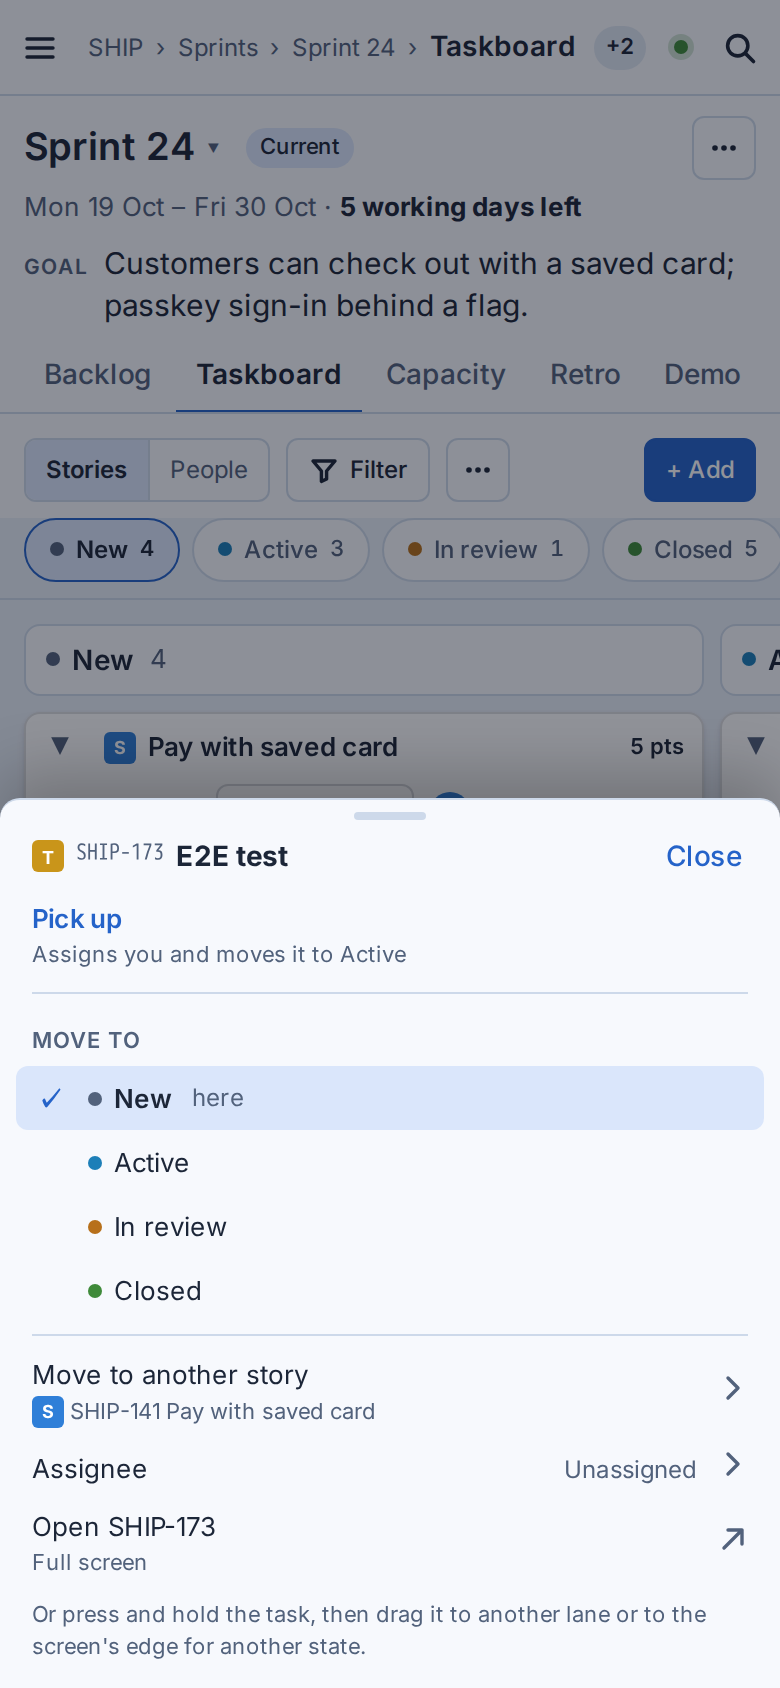 SHIP › Sprints › Sprint 24 › Taskboard +2
Sprint 24 ▾ Current •••
Mon 19 Oct – Fri 30 Oct · 5 working days left
GOAL Customers can check out with a saved card;
passkey sign-in behind a flag.
Backlog Taskboard Capacity Retro Demo
Stories People Filter ••• + Add
New 4 Active 3 In review 1 Closed 5
New 4
S Pay with saved card 5 pts
T SHIP-173 E2E test Close
Pick up
Assigns you and moves it to Active
MOVE TO
✓ New here
Active
In review
Closed
Move to another story
S SHIP-141 Pay with saved card
Assignee Unassigned
Open SHIP-173
Full screen
Or press and hold the task, then drag it to another lane or to the
screen's edge for another state.